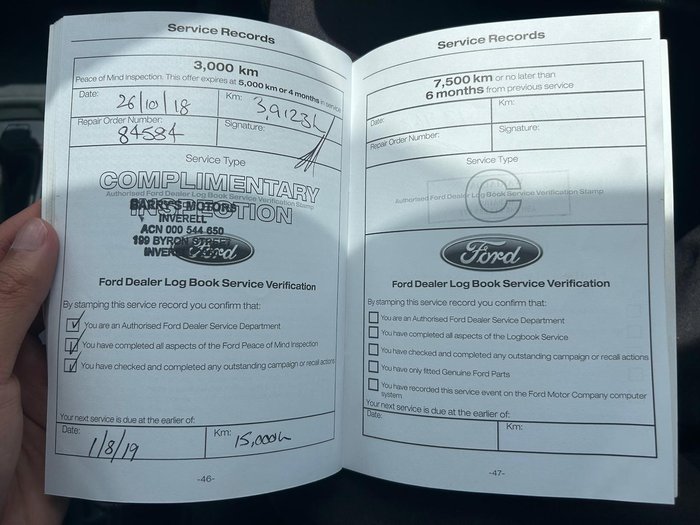 Service Records
3,000 km
Peace of Mind Inspection. This offer expires at 5,000 km or 4 months in service
Date: 26/10/18 Km: 3,912
Repair Order Number: 84584 Signature:
Service Type
COMPLIMENTARY
Authorised Ford Dealer Log Book Service Verification Stamp
INSPECTION
BARKY'S MOTORS
INVERELL
ACN 000 544 650
199 BYRON STREET
Ford
Ford Dealer Log Book Service Verification
By stamping this service record you confirm that:
You are an Authorised Ford Dealer Service Department
You have completed all aspects of the Ford Peace of Mind Inspection
You have checked and completed any outstanding campaign or recall actions
Your next service is due at the earlier of:
Date: 1/8/19 Km: 15,000
-46-
Service Records
7,500 km or no later than
6 months from previous service
Date: Km:
Repair Order Number: Signature:
Service Type
C
Authorised Ford Dealer Log Book Service Verification Stamp
Ford
Ford Dealer Log Book Service Verification
By stamping this service record you confirm that:
You are an Authorised Ford Dealer Service Department
You have completed all aspects of the Logbook Service
You have checked and completed any outstanding campaign or recall actions
You have only fitted Genuine Ford Parts
You have recorded this service event on the Ford Motor Company computer
system
Your next service is due at the earlier of:
Date: Km:
-47-